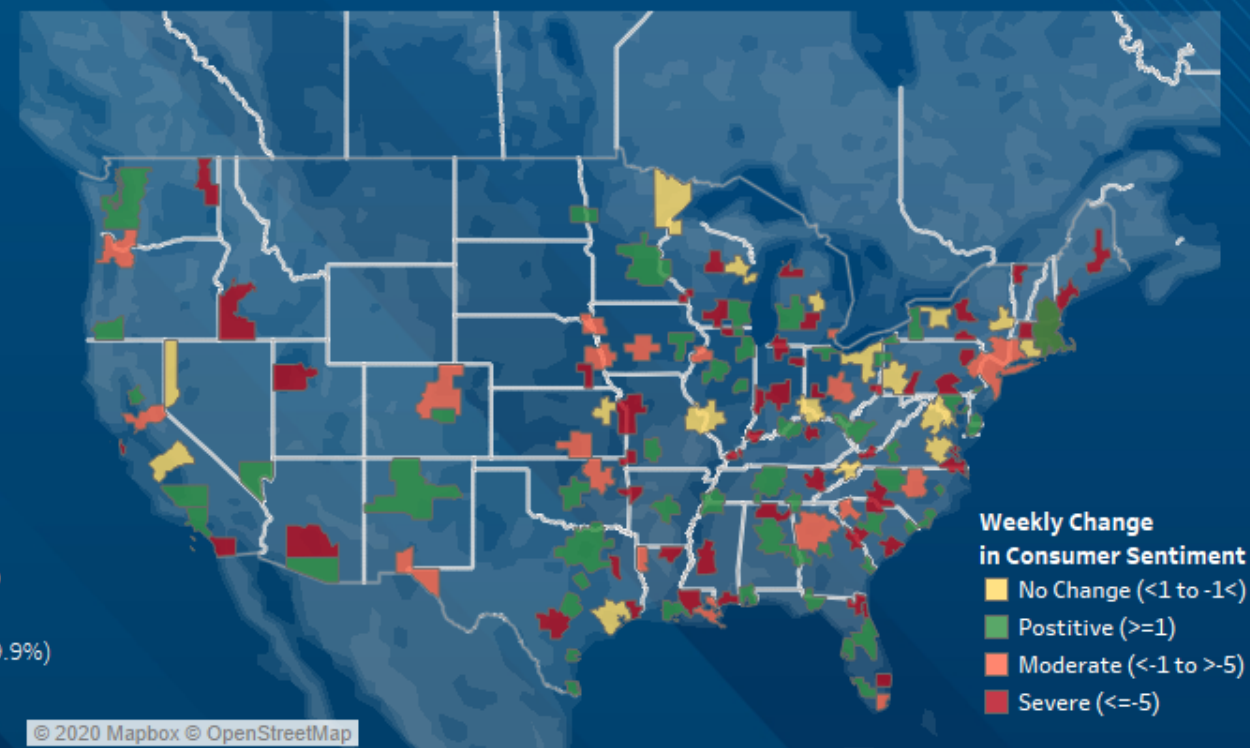 Weekly Change
in Consumer Sentiment
No Change (<1 to -1<)
Postitive (>=1)
Moderate (<-1 to >-5)
Severe (<=-5)
.9%)
© 2020 Mapbox © OpenStreetMap